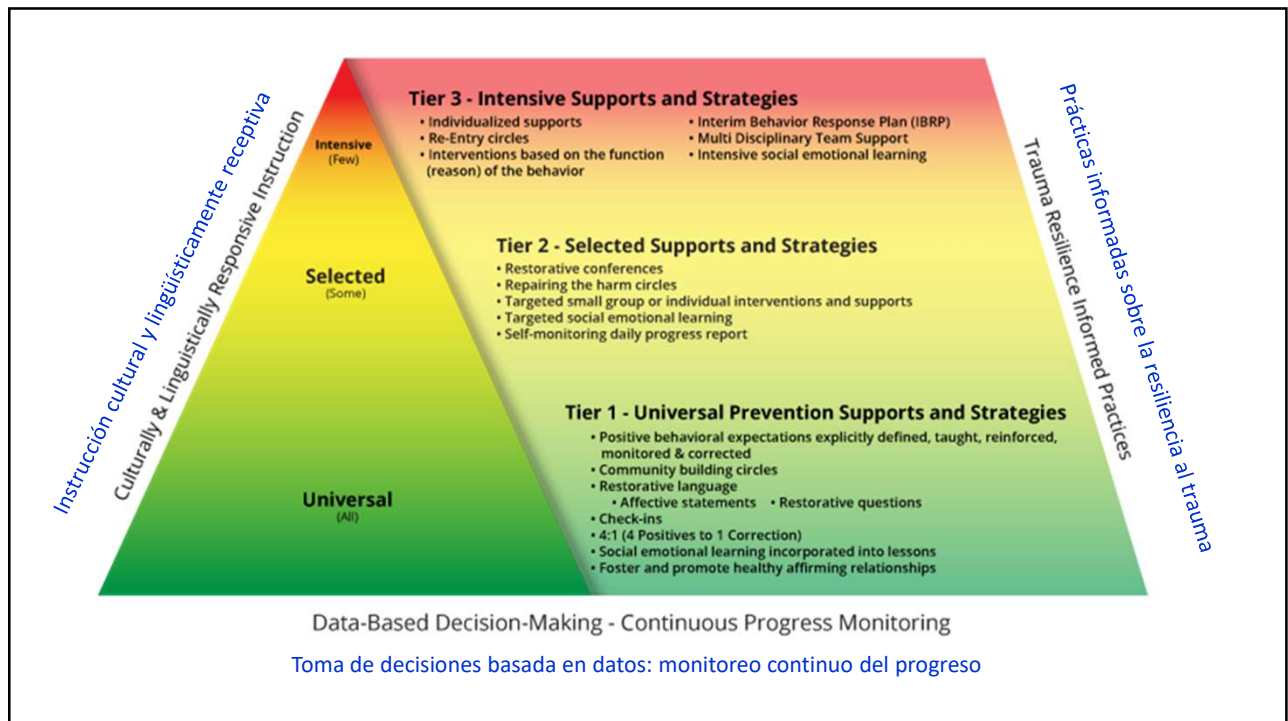 Instrucción cultural y lingüísticamente receptiva
Culturally & Linguistically Responsive Instruction
Intensive
(Few)
Selected
(Some)
Universal
(All)
Tier 3 - Intensive Supports and Strategies
• Individualized supports
• Re-Entry circles
• Interventions based on the function
(reason) of the behavior
• Interim Behavior Response Plan (IBRP)
• Multi Disciplinary Team Support
• Intensive social emotional learning
Tier 2 - Selected Supports and Strategies
• Restorative conferences
• Repairing the harm circles
• Targeted small group or individual interventions and supports
• Targeted social emotional learning
• Self-monitoring daily progress report
Tier 1 - Universal Prevention Supports and Strategies
• Positive behavioral expectations explicitly defined, taught, reinforced,
monitored & corrected
• Community building circles
• Restorative language
• Affective statements • Restorative questions
• Check-ins
• 4:1 (4 Positives to 1 Correction)
• Social emotional learning incorporated into lessons
• Foster and promote healthy affirming relationships
Trauma Resilience Informed Practices
Prácticas informadas sobre la resiliencia al trauma
Data-Based Decision-Making - Continuous Progress Monitoring
Toma de decisiones basada en datos: monitoreo continuo del progreso